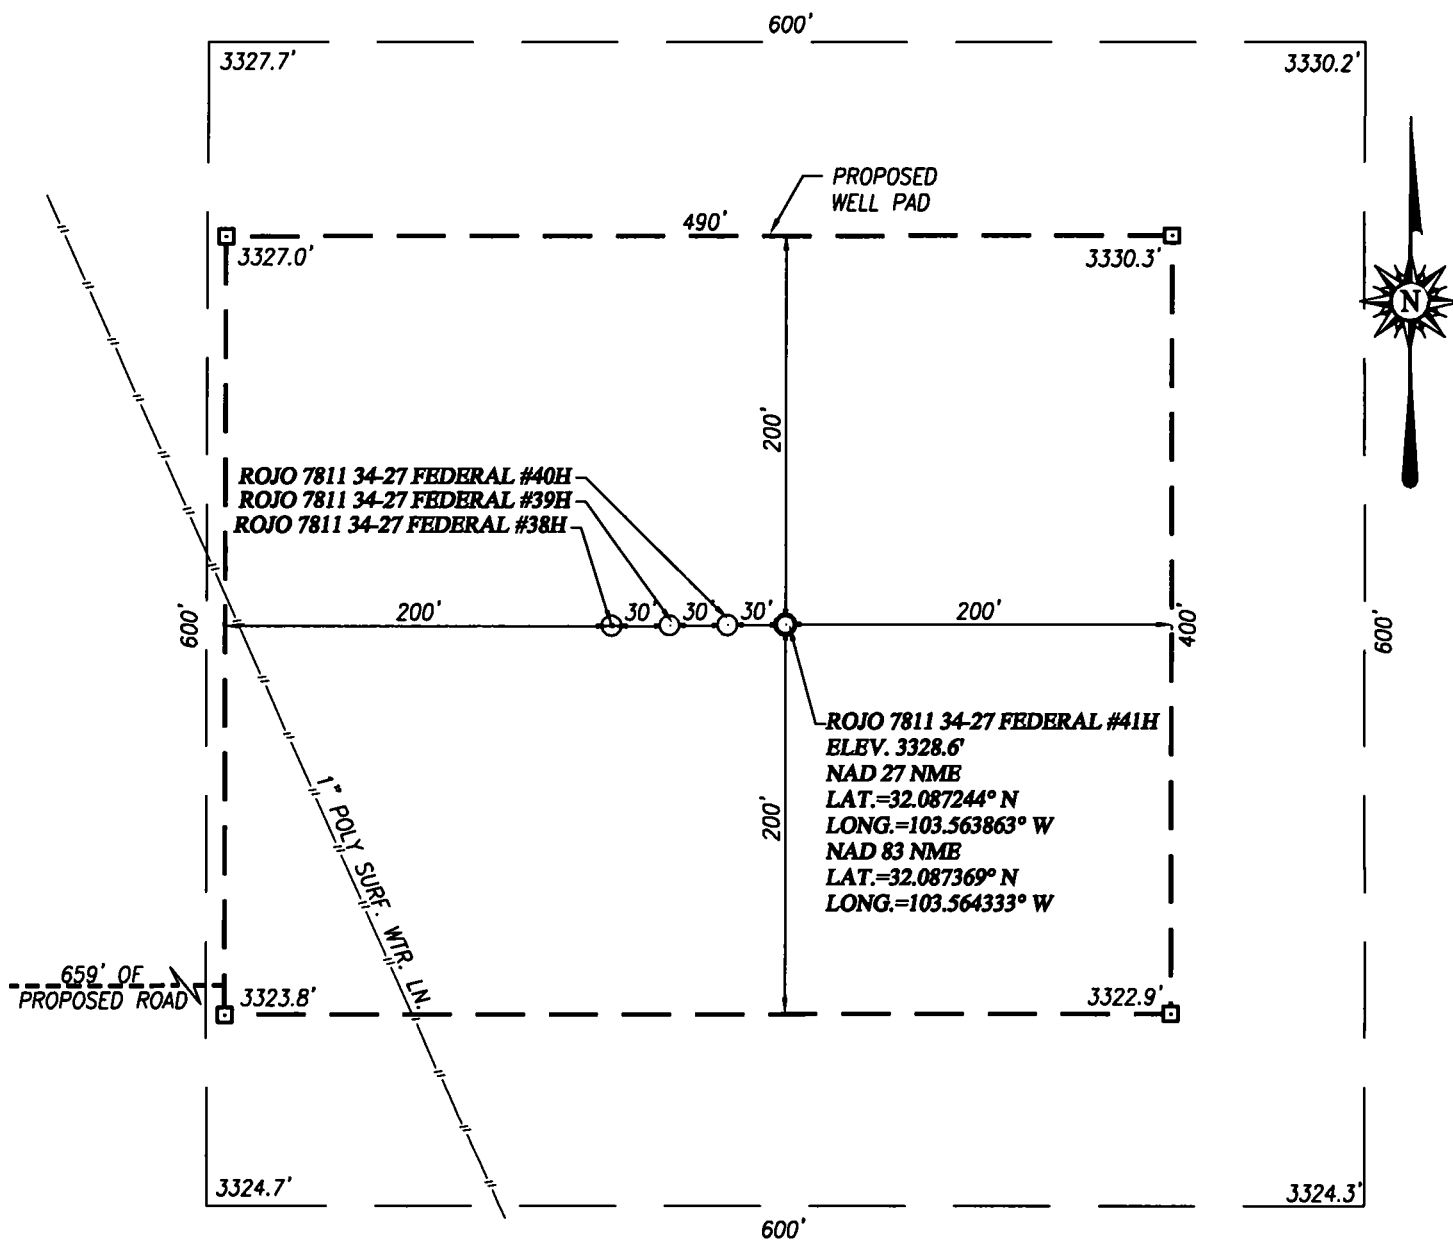 600'
3327.7'
3330.2'
PROPOSED
WELL PAD
490'
3327.0'
3330.3'
N
200'
ROJO 7811 34-27 FEDERAL #40H
ROJO 7811 34-27 FEDERAL #39H
ROJO 7811 34-27 FEDERAL #38H
600'
200'
30'
30'
30'
200'
400'
600'
ROJO 7811 34-27 FEDERAL #41H
ELEV. 3328.6'
NAD 27 NME
LAT.=32.087244° N
LONG.=103.563863° W
NAD 83 NME
LAT.=32.087369° N
LONG.=103.564333° W
200'
1" POLY SURF. WTR. LN.
659' OF
PROPOSED ROAD
3323.8'
3322.9'
3324.7'
3324.3'
600'